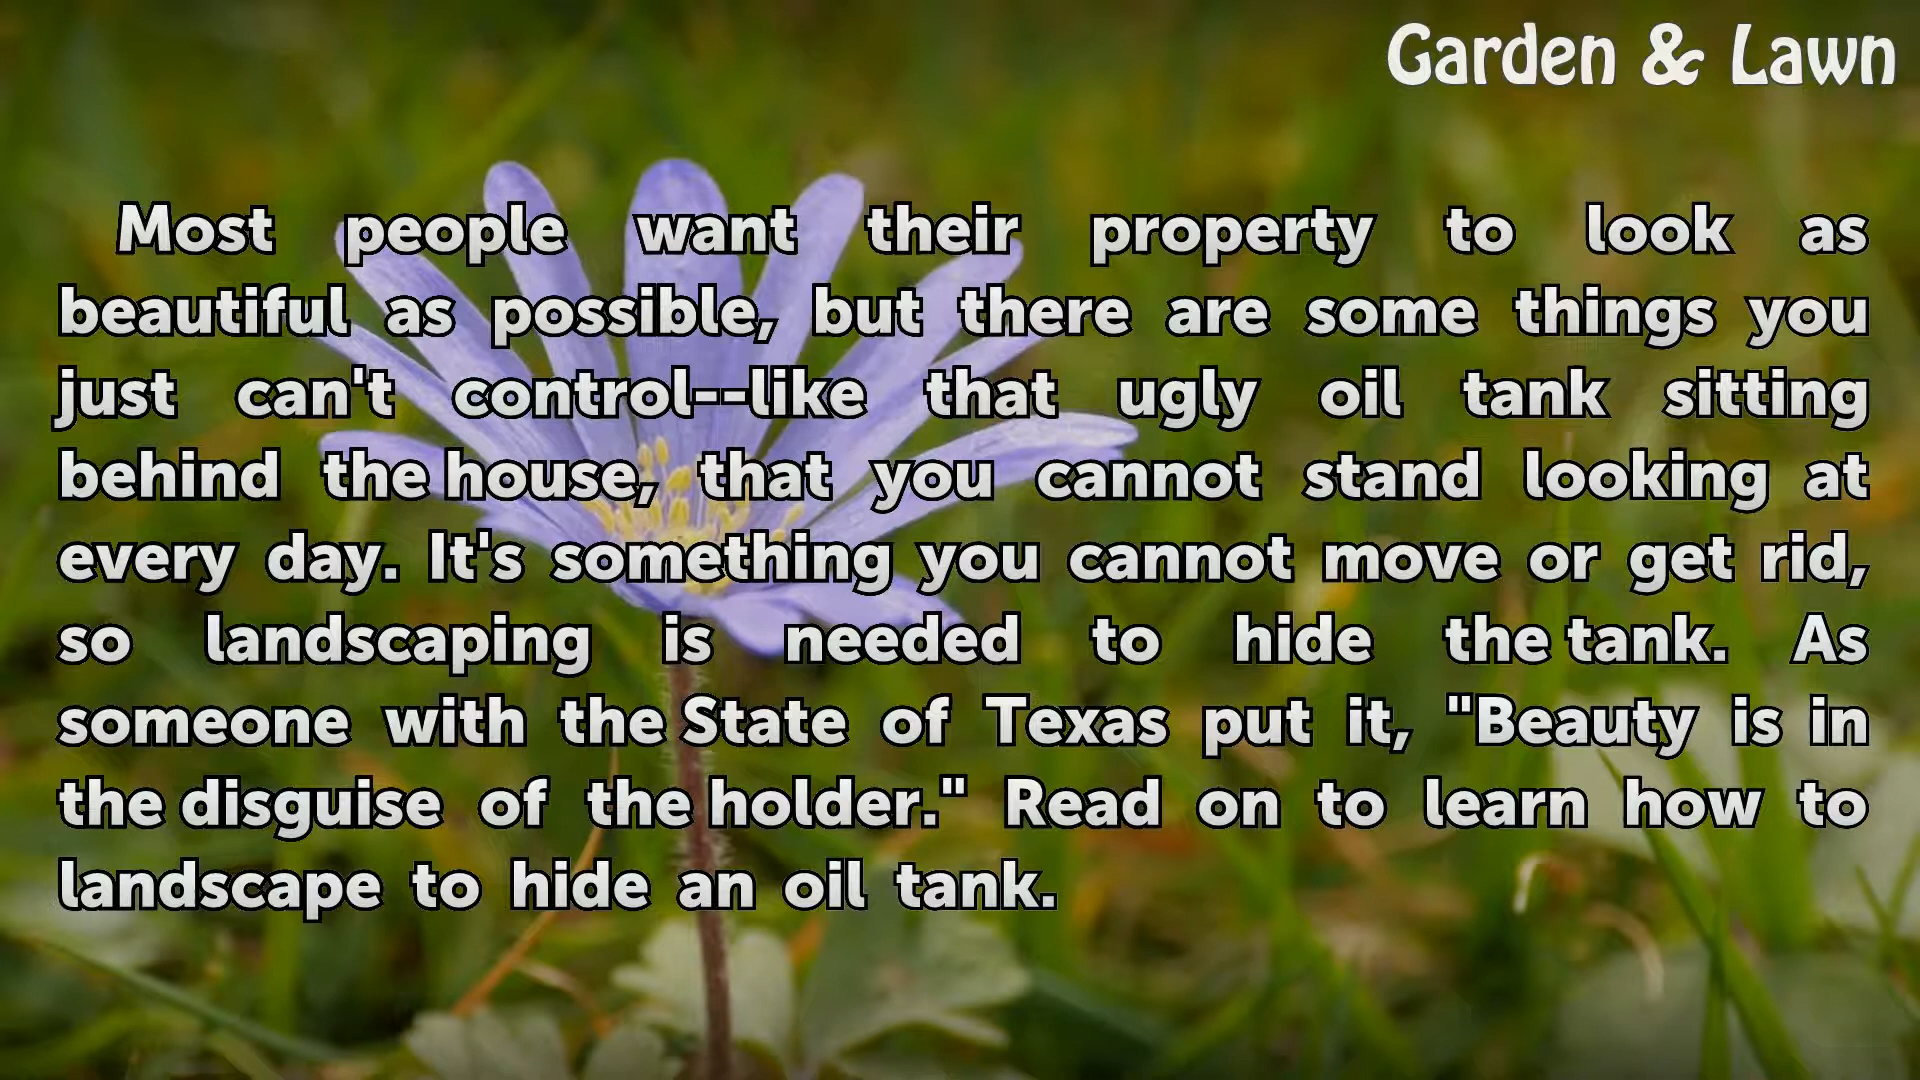 Garden & Lawn
Most people want their property to look as
beautiful as possible, but there are some things you
just can't control--like that ugly oil tank sitting
behind the house, that you cannot stand looking at
every day. It's something you cannot move or get rid,
so landscaping is needed to hide the tank. As
someone with the State of Texas put it, "Beauty is in
the disguise of the holder." Read on to learn how to
landscape to hide an oil tank.